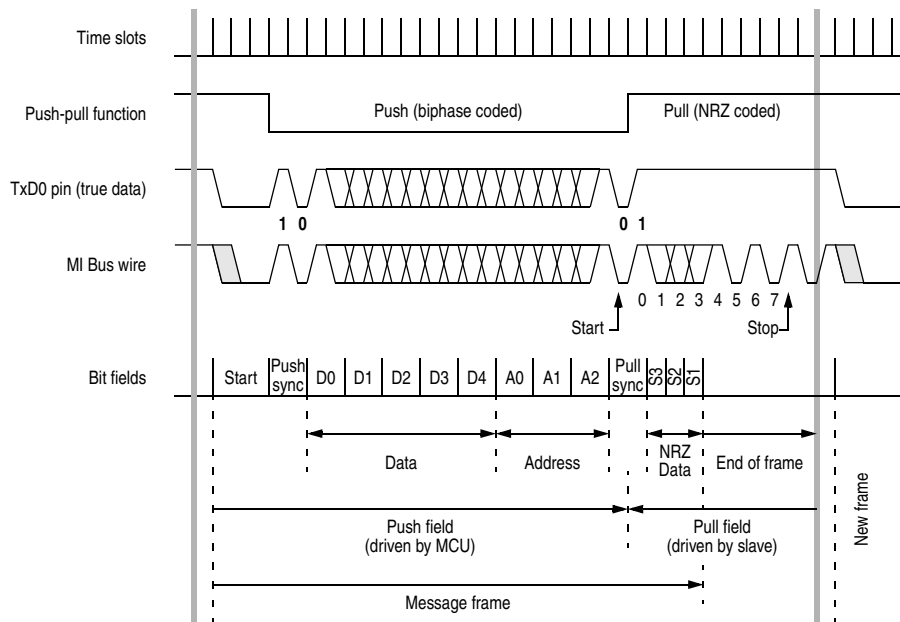 Time slots
Push-pull function
Push (biphase coded)
Pull (NRZ coded)
TxD0 pin (true data)
1 0
0 1
MI Bus wire
0 1 2 3 4 5 6 7
Start
Stop
Bit fields
Start
Push sync
D0 D1 D2 D3 D4 A0 A1 A2
Pull sync
S3 S2 S1
Data
Address
NRZ Data
End of frame
Push field
(driven by MCU)
Pull field
(driven by slave)
New frame
Message frame